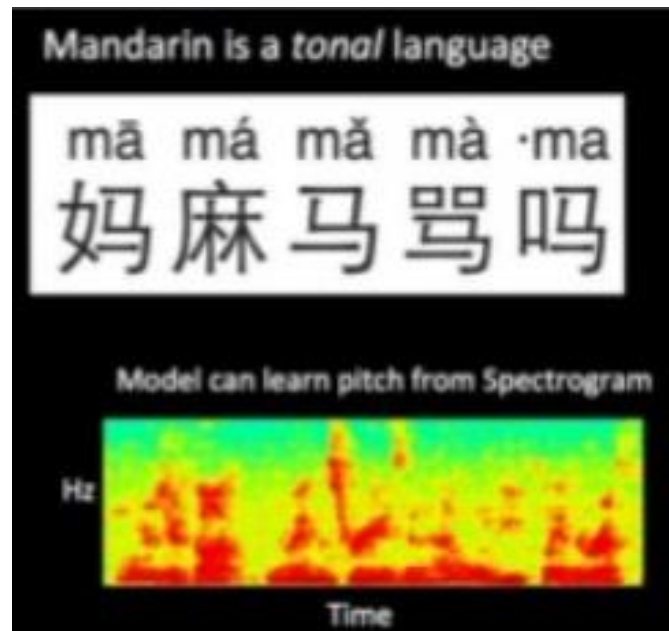 Mandarin is a tonal language
mā má mǎ mà ·ma
妈 麻 马 骂 吗
Model can learn pitch from Spectrogram
Hz
Time